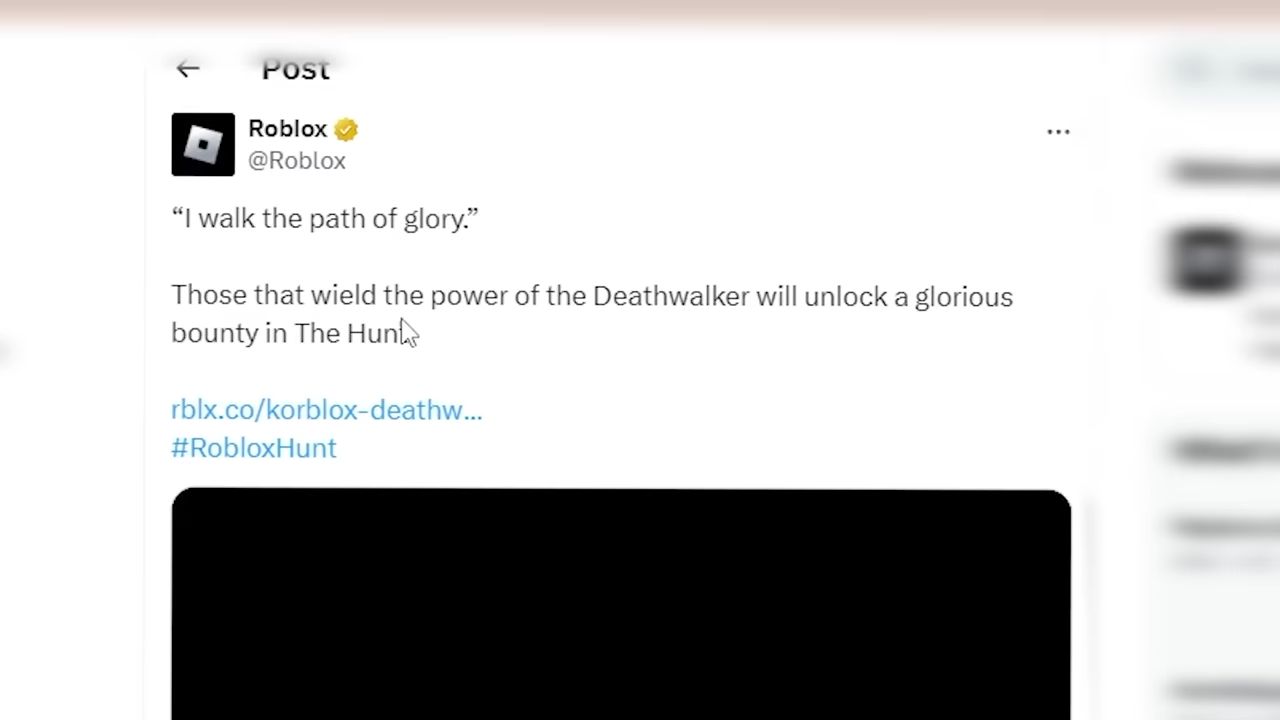 Post
Roblox
@Roblox
“I walk the path of glory.”
Those that wield the power of the Deathwalker will unlock a glorious
bounty in The Hunt
rblx.co/korblox-deathw...
#RobloxHunt